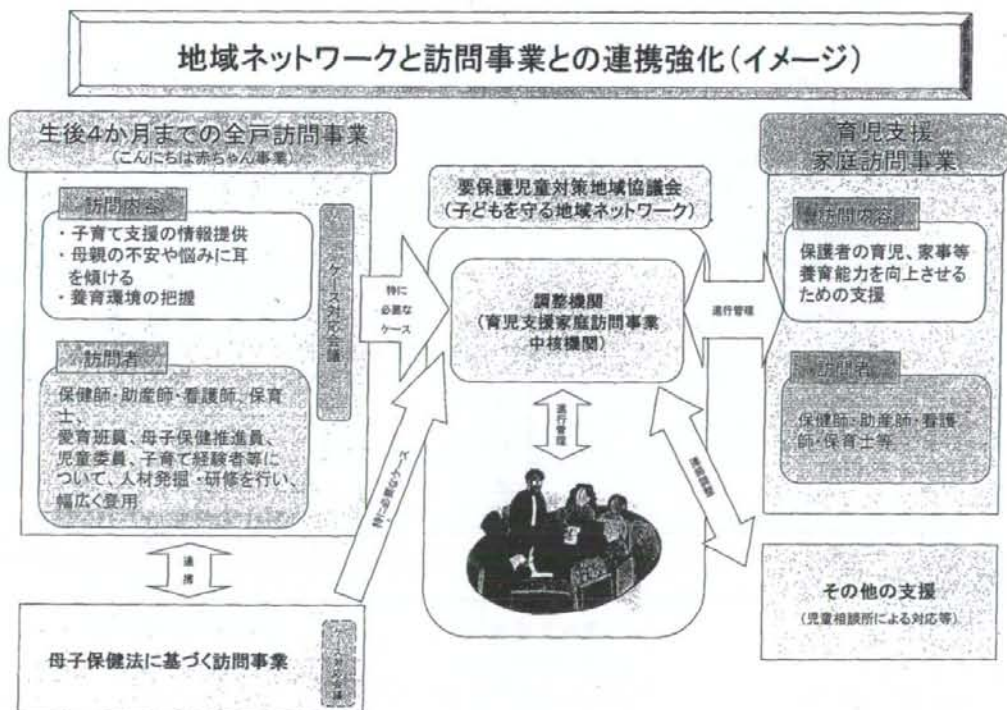 地域ネットワークと訪問事業との連携強化(イメージ)
生後4か月までの全戸訪問事業
(こんにちは赤ちゃん事業)
訪問内容
・子育て支援の情報提供
・母親の不安や悩みに耳
を傾ける
・養育環境の把握
訪問者
保健師・助産師・看護師、保育
士、
愛育班員、母子保健推進員、
児童委員、子育て経験者等に
ついて、人材発掘・研修を行い、
幅広く登用
ケース対応会議
特に
必要な
ケース
連
携
母子保健法に基づく訪問事業
ケース対応会議
特に必要なケース
要保護児童対策地域協議会
(子どもを守る地域ネットワーク)
調整機関
(育児支援家庭訪問事業
中核機関)
進行管理
進行管理
進行管理
育児支援
家庭訪問事業
訪問内容
保護者の育児、家事等
養育能力を向上させる
ための支援
訪問者
保健師・助産師・看護
師・保育士等
その他の支援
(児童相談所による対応等)